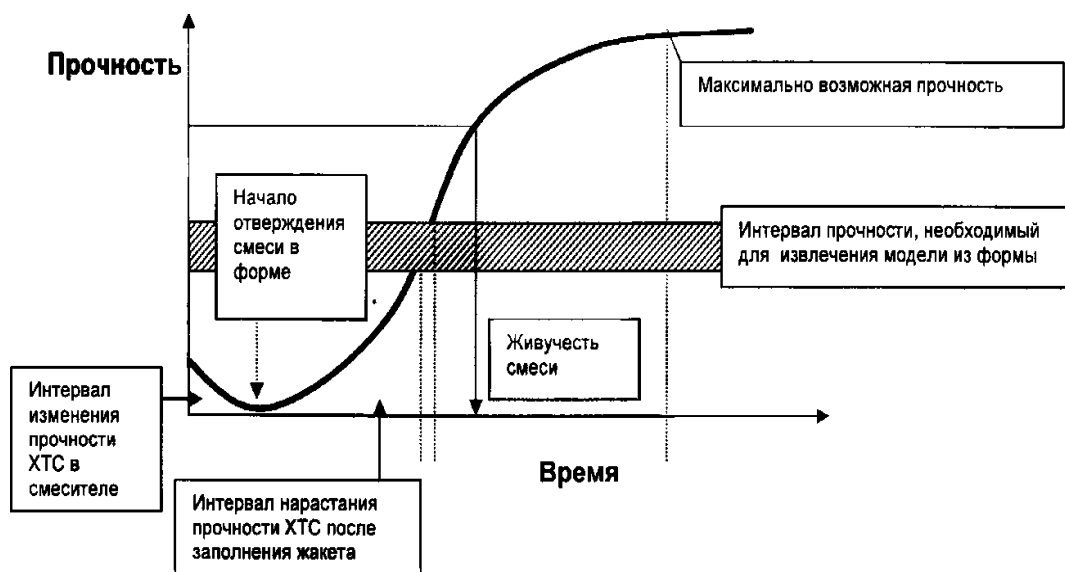 Прочность
Максимально возможная прочность
Начало
отверждения
смеси в
форме
Интервал прочности, необходимый
для извлечения модели из формы
Живучесть
смеси
Интервал
изменения
прочности
ХТС в
смесителе
Время
Интервал нарастания
прочности ХТС после
заполнения жакета